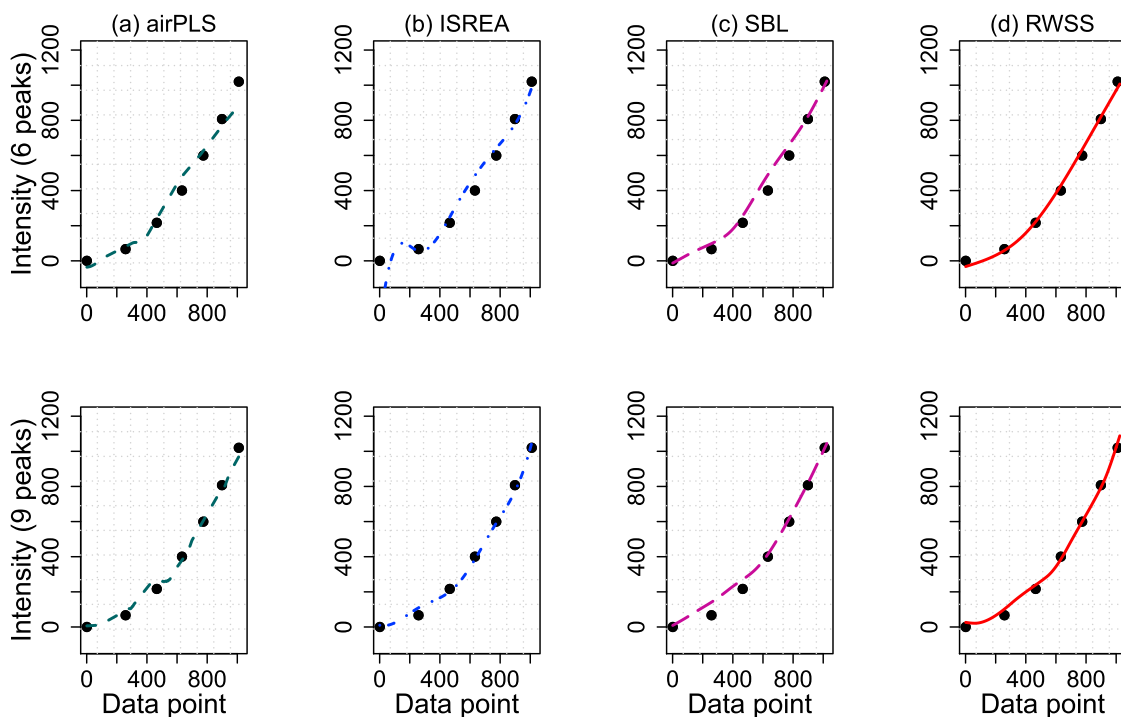 (a) airPLS (b) ISREA (c) SBL (d) RWSS
Intensity (6 peaks)
1200 1200 1200 1200
800 800 800 800
400 400 400 400
0 0 0 0
0 400 800 0 400 800 0 400 800 0 400 800
Intensity (9 peaks)
1200 1200 1200 1200
800 800 800 800
400 400 400 400
0 0 0 0
0 400 800 0 400 800 0 400 800 0 400 800
Data point Data point Data point Data point